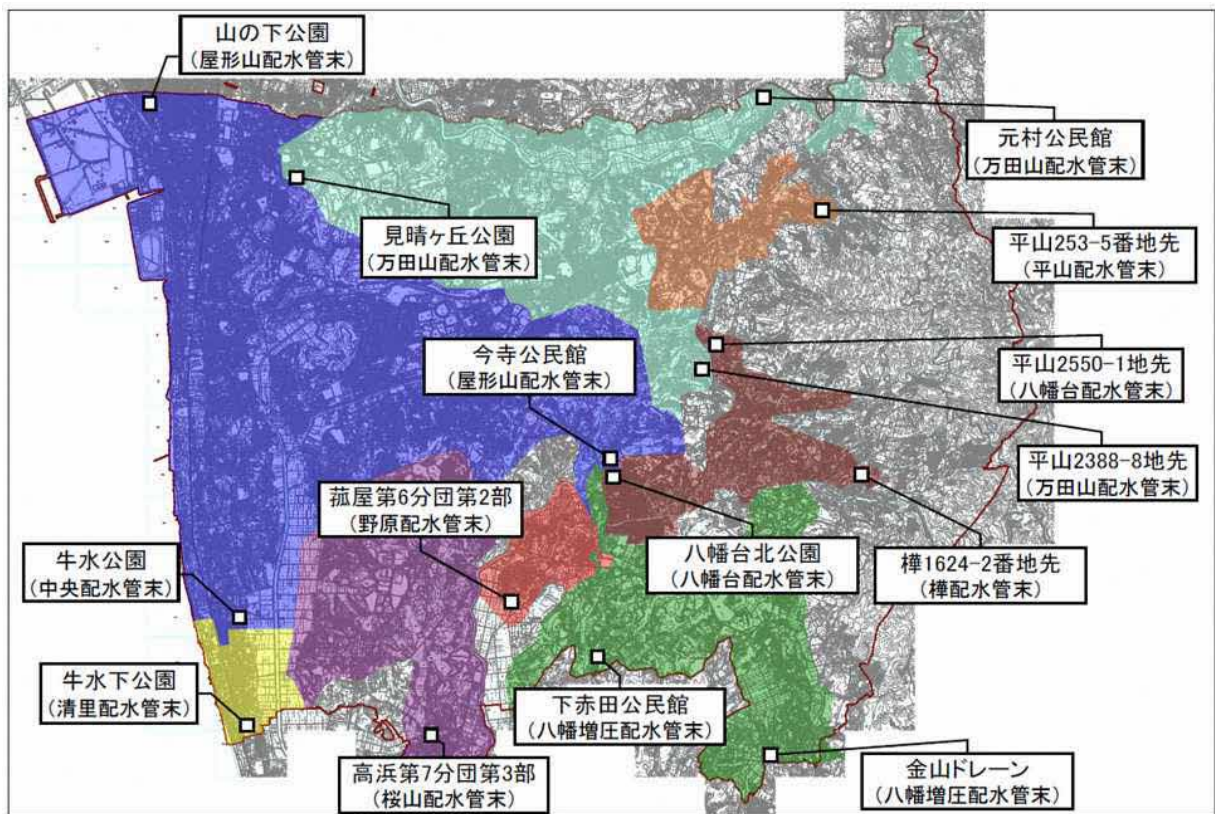 山の下公園
(屋形山配水管末)
元村公民館
(万田山配水管末)
見晴ヶ丘公園
(万田山配水管末)
平山253-5番地先
(平山配水管末)
今寺公民館
(屋形山配水管末)
平山2550-1地先
(八幡台配水管末)
平山2388-8地先
(万田山配水管末)
菰屋第6分団第2部
(野原配水管末)
八幡台北公園
(八幡台配水管末)
樺1624-2番地先
(樺配水管末)
牛水公園
(中央配水管末)
牛水下公園
(清里配水管末)
下赤田公民館
(八幡増圧配水管末)
高浜第7分団第3部
(桜山配水管末)
金山ドレーン
(八幡増圧配水管末)